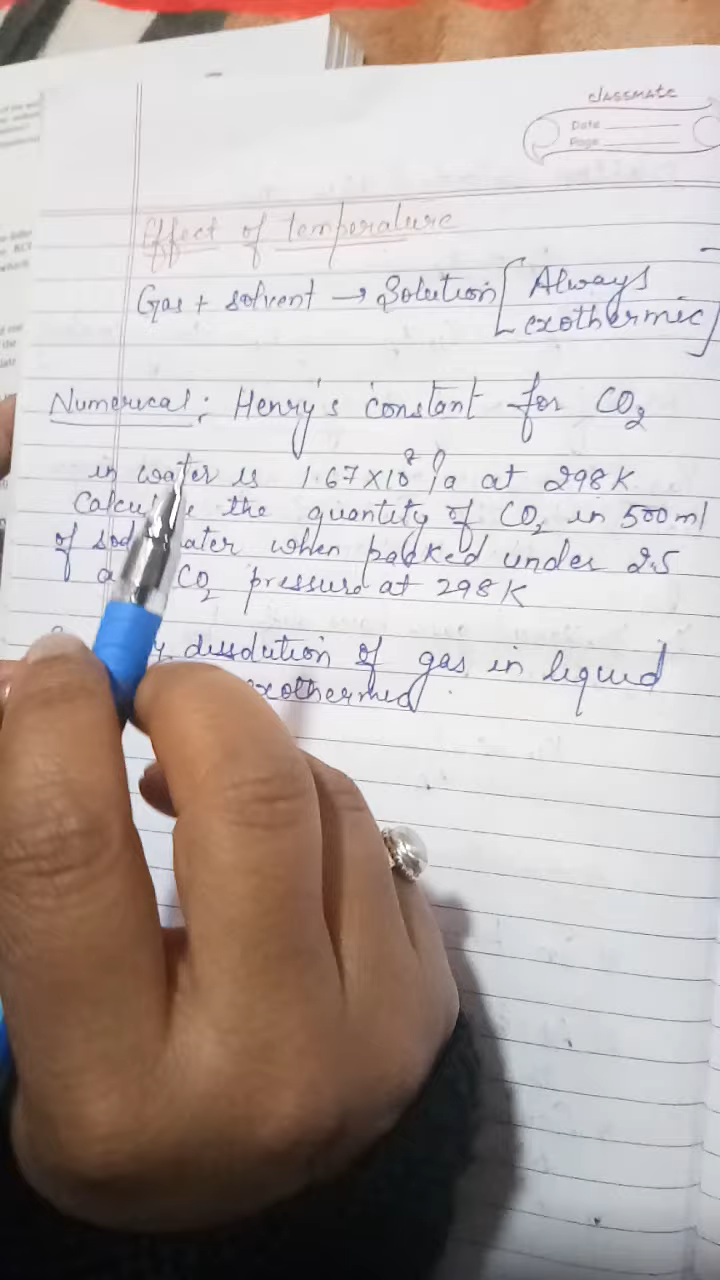 classmate
Date
Page
Effect of temperature
Gas + solvent → Solution [Always
exothermic]
Numerical: Henry's constant for CO2
in water is 1.67×10⁸ Pa at 298K
the quantity of CO2 in 500ml
of water when packed under 2.5
CO2 pressure at 298K
dissolution of gas in liquid